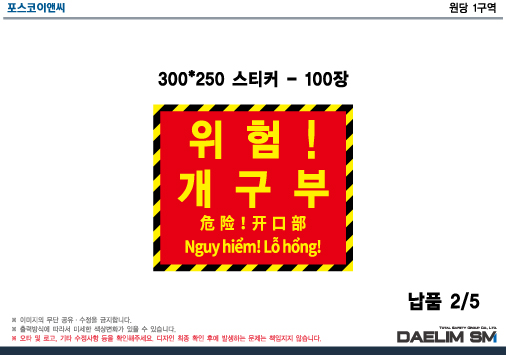 포스코이앤씨
원당 1구역
300*250 스티커 - 100장
위 험 !
개 구 부
危 险 ! 开 口 部
Nguy hiểm! Lỗ hổng!
납품 2/5
※ 이미지의 무단 공유·수정을 금지합니다.
※ 출력방식에 따라서 미세한 색상변화가 있을 수 있습니다.
※ 오타 및 로고, 기타 수정사항 등을 확인해주세요. 디자인 최종 확인 후에 발생하는 문제는 책임지지 않습니다.
Total Safety Group Co., Ltd.
DAELIM SM